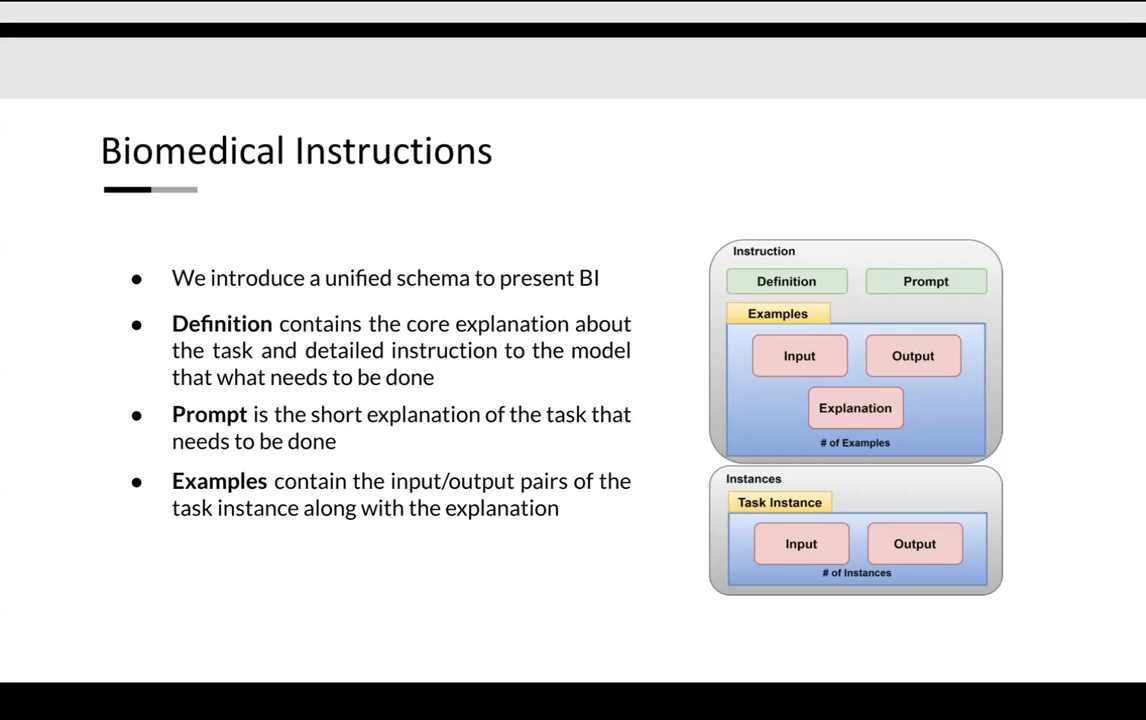 Biomedical Instructions
● We introduce a unified schema to present BI
● Definition contains the core explanation about
the task and detailed instruction to the model
that what needs to be done
● Prompt is the short explanation of the task that
needs to be done
● Examples contain the input/output pairs of the
task instance along with the explanation
Instruction
Definition Prompt
Examples
Input Output
Explanation
# of Examples
Instances
Task Instance
Input Output
# of Instances